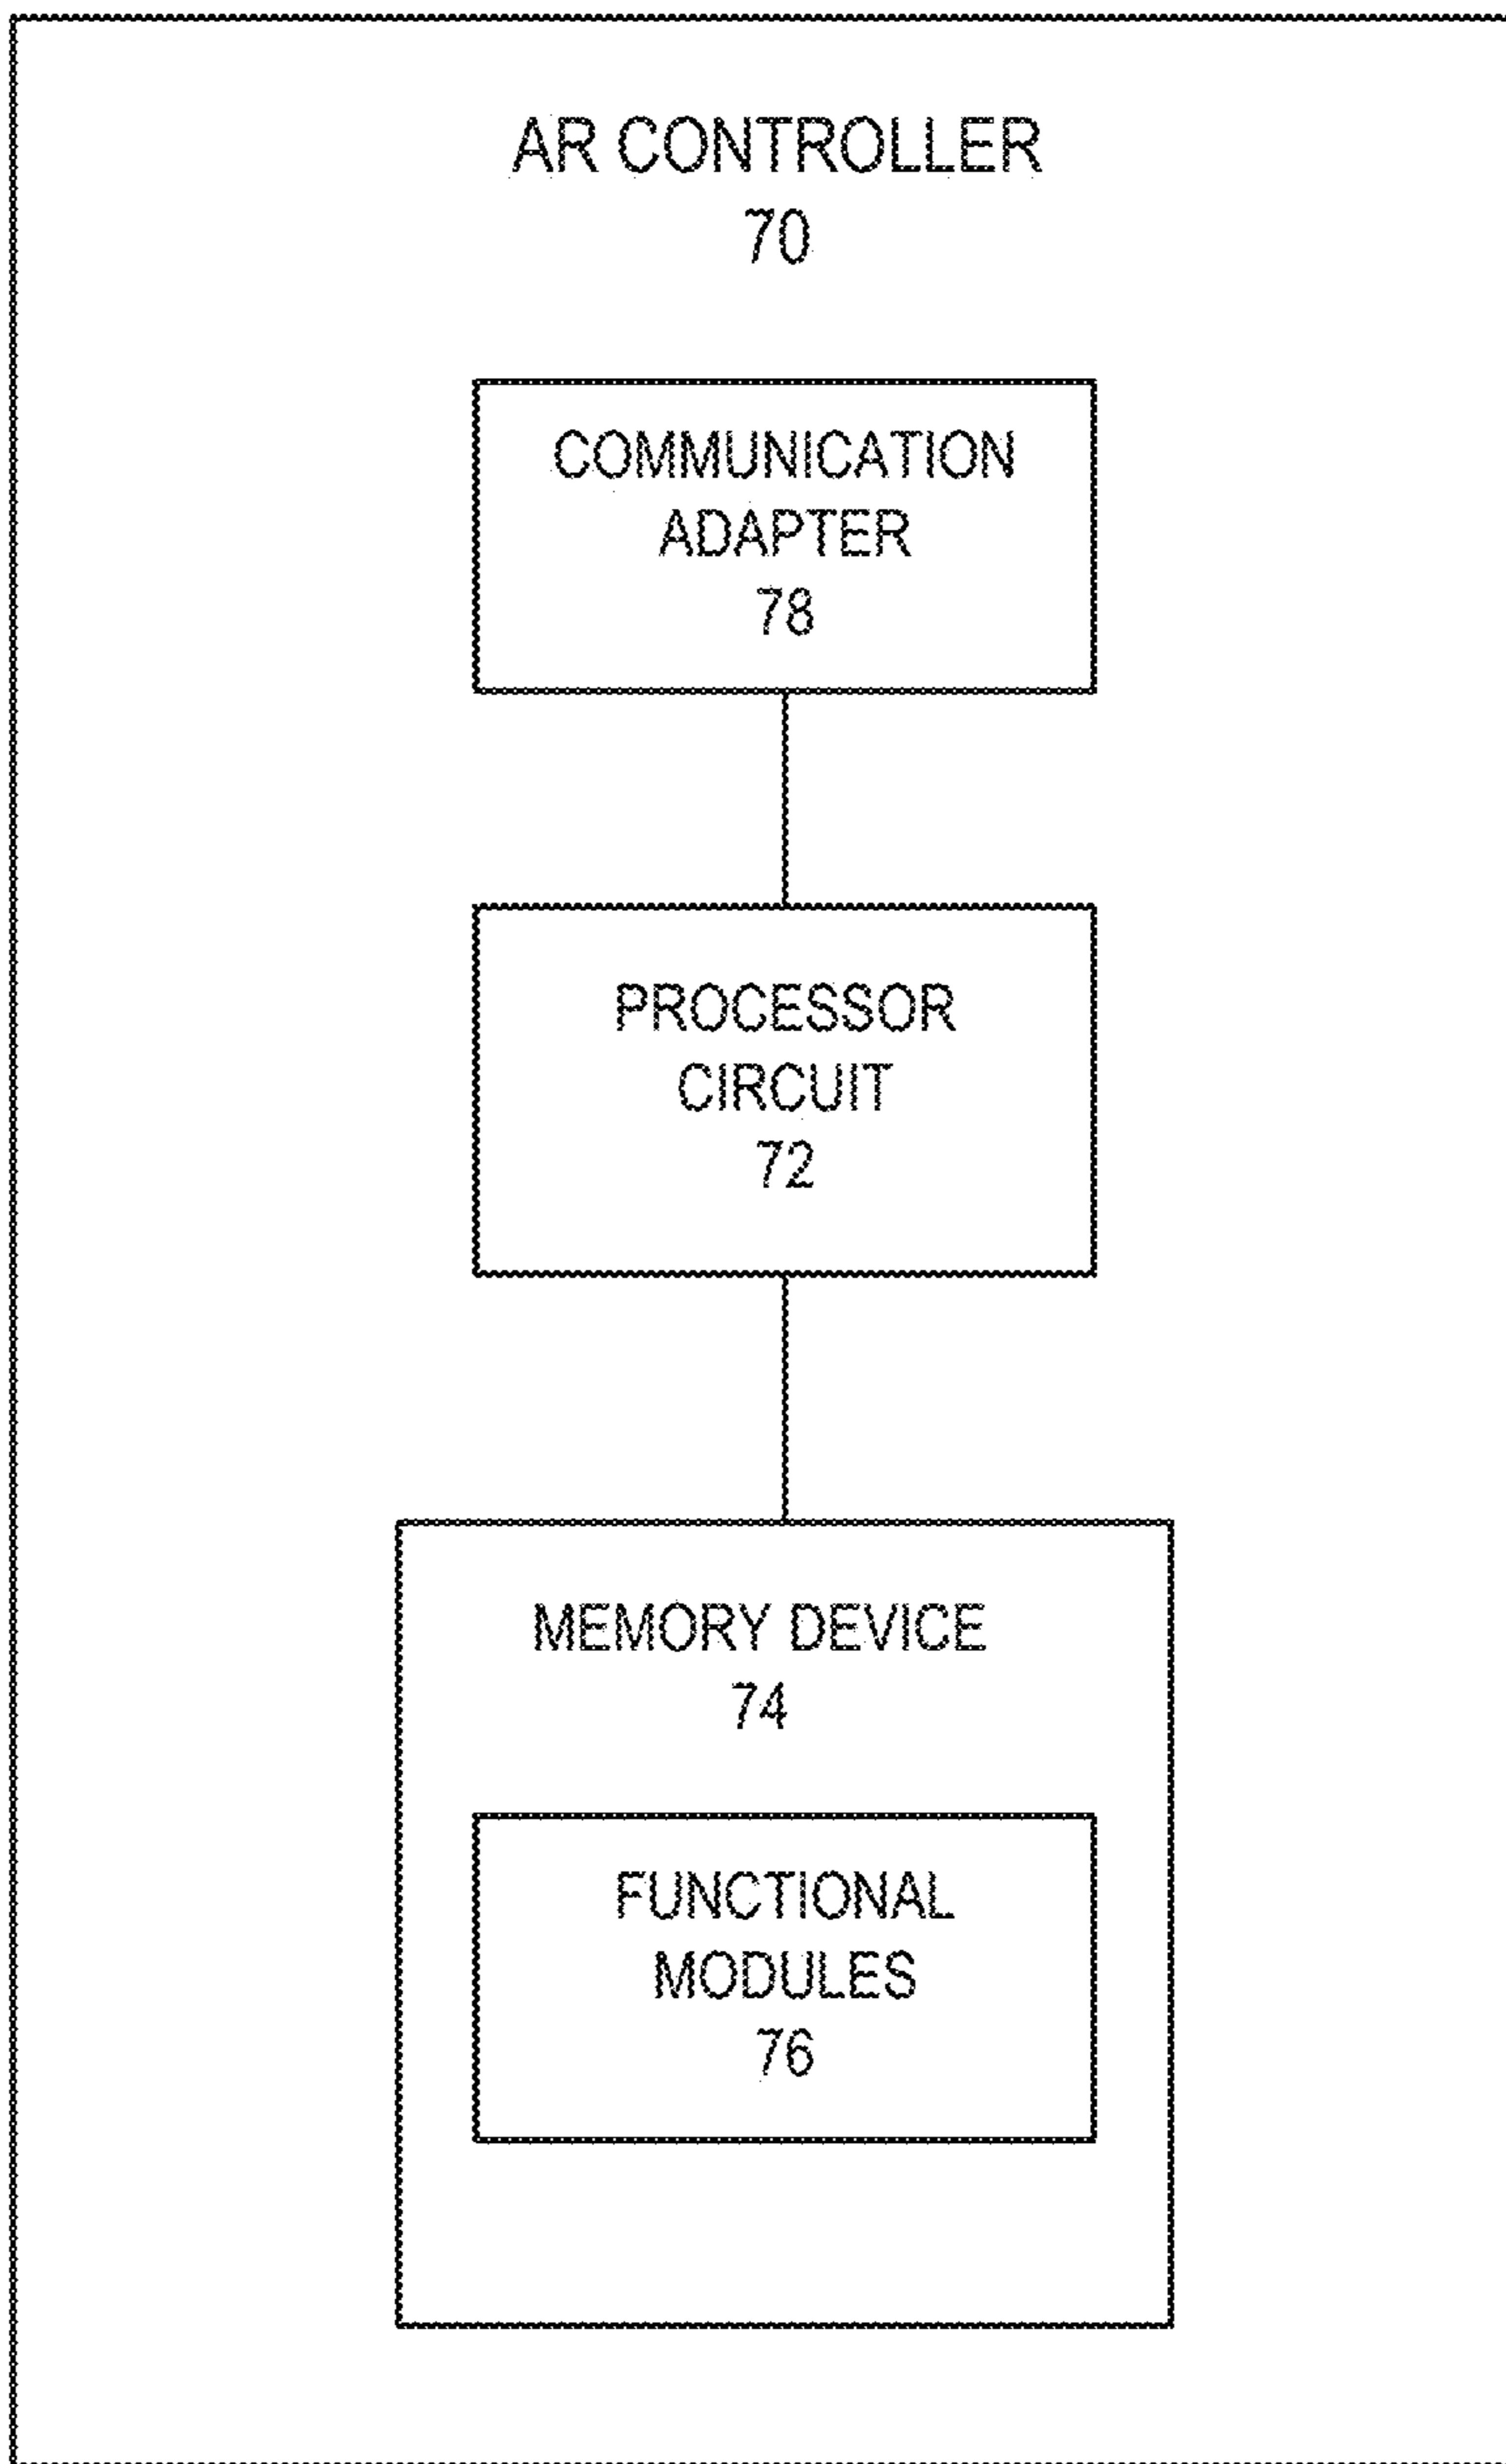 AR CONTROLLER
70
COMMUNICATION
ADAPTER
78
PROCESSOR
CIRCUIT
72
MEMORY DEVICE
74
FUNCTIONAL
MODULES
76